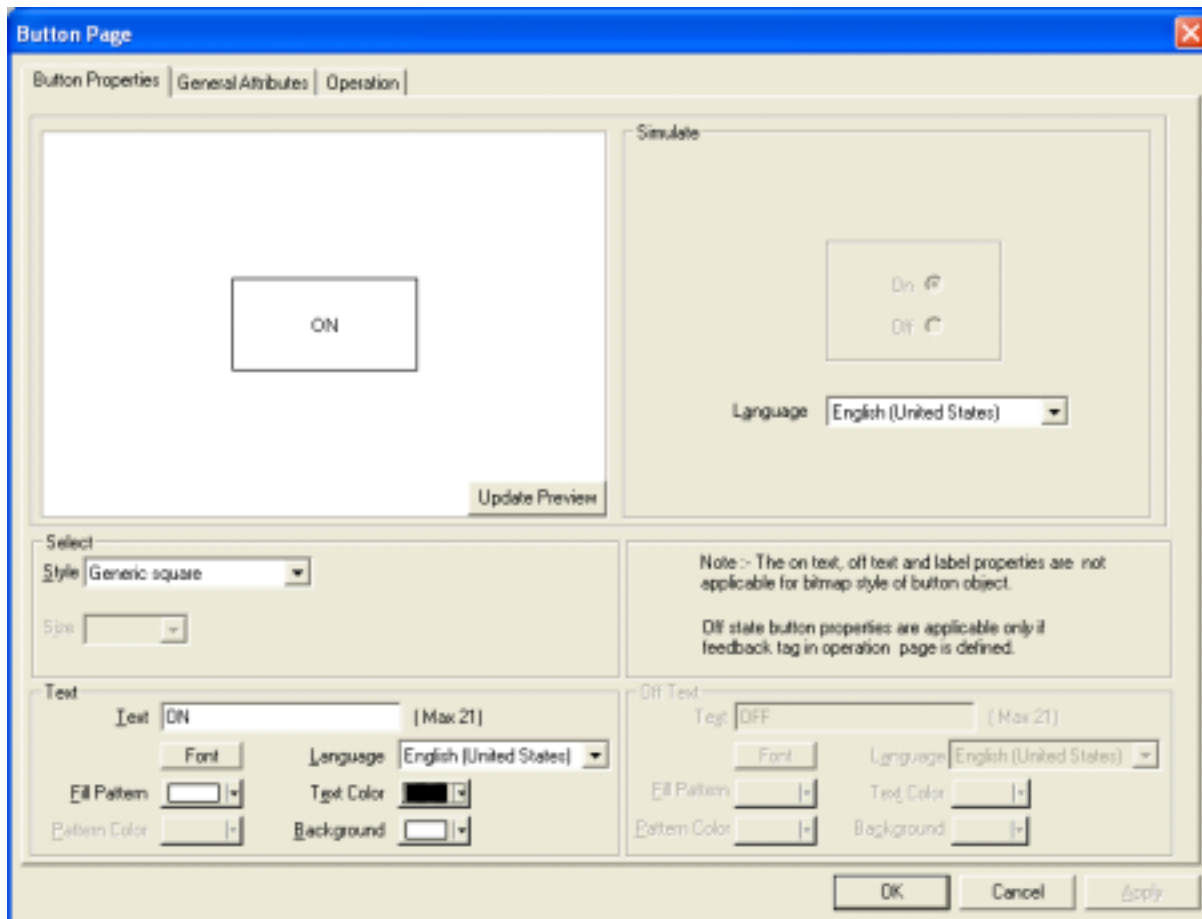 Button Page
Button Properties General Attributes Operation
Simulate
ON
On
Off
Language English (United States)
Update Preview
Select
Style Generic square
Size
Note :- The on text, off text and label properties are not
applicable for bitmap style of button object.
Off state button properties are applicable only if
feedback tag in operation page is defined.
Text
Text ON (Max 21)
Font Language English (United States)
Fill Pattern Text Color
Pattern Color Background
Off Text
Text OFF (Max 21)
Font Language English (United States)
Fill Pattern Text Color
Pattern Color Background
OK Cancel Apply